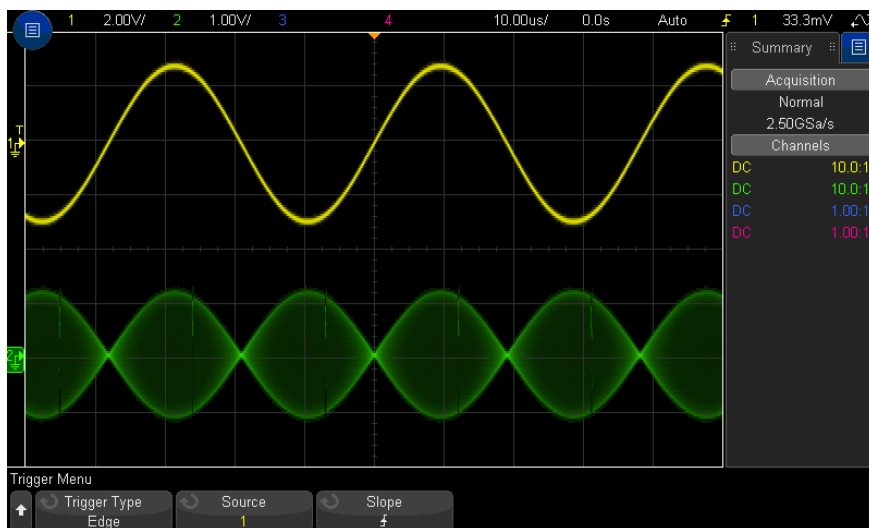 1 2.00V/ 2 1.00V/ 3 4 10.00us/ 0.0s Auto 1 33.3mV
Summary
Acquisition
Normal
2.50GSa/s
Channels
DC 10.0:1
DC 10.0:1
DC 1.00:1
DC 1.00:1
T
1
2
Trigger Menu
Trigger Type
Edge
Source
1
Slope